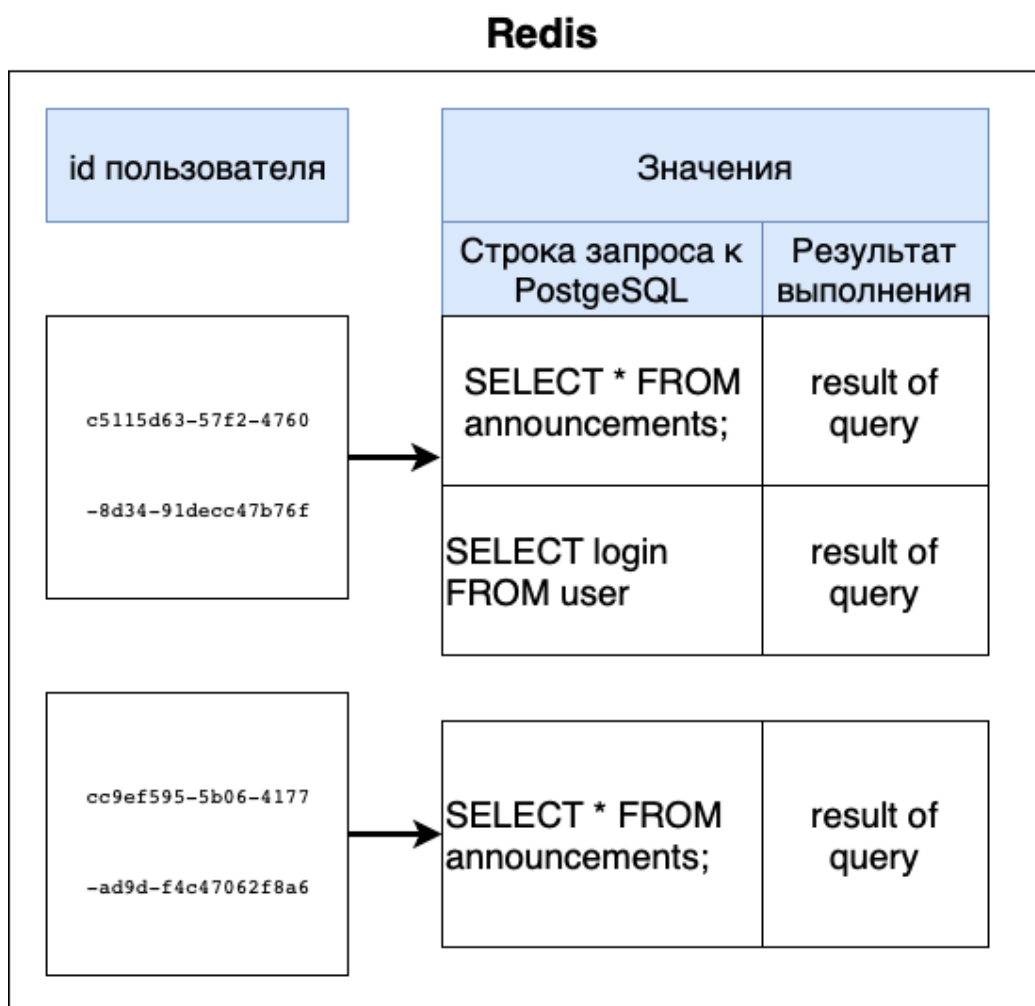 Redis
id пользователя
Значения
Строка запроса к
PostgeSQL
Результат
выполнения
c5115d63-57f2-4760
-8d34-91decc47b76f
SELECT * FROM
announcements;
result of
query
SELECT login
FROM user
result of
query
cc9ef595-5b06-4177
-ad9d-f4c47062f8a6
SELECT * FROM
announcements;
result of
query